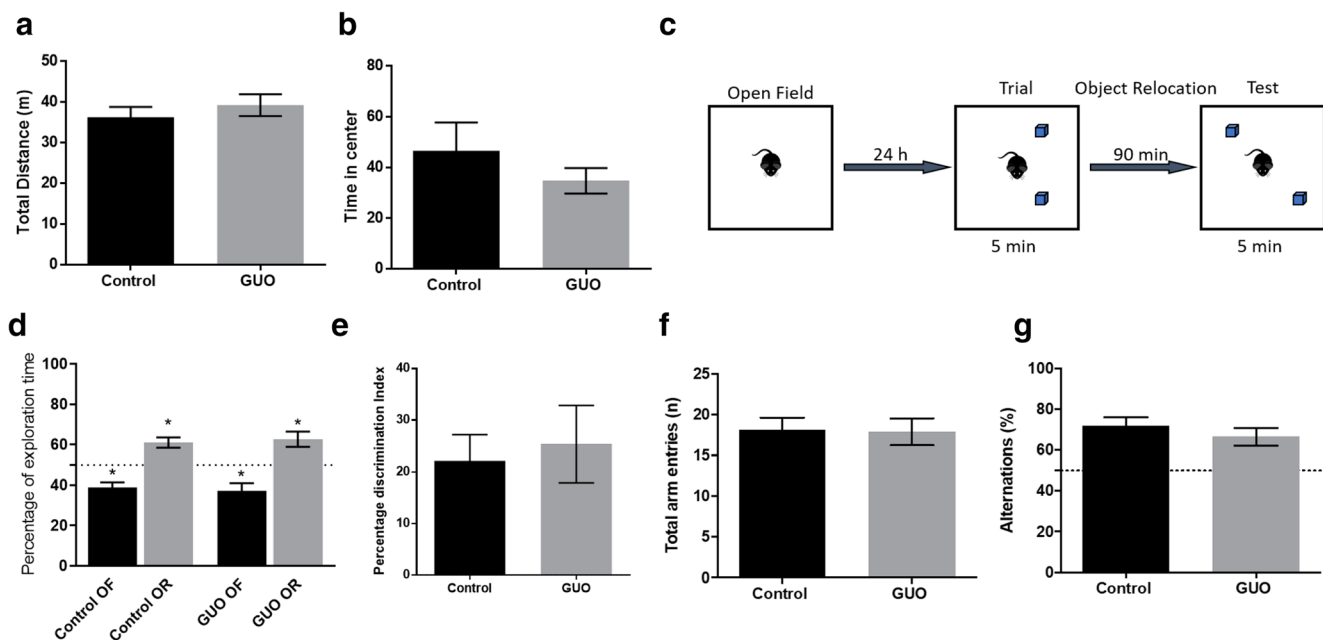 a
Total Distance (m)
50
40
30
20
10
0
Control
GUO
b
Time in center
80
60
40
20
0
Control
GUO
c
Open Field
24 h
Trial
5 min
Object Relocation
90 min
Test
5 min
d
Percentage of exploration time
100
80
60
40
20
0
*
*
*
*
Control OF
Control OR
GUO OF
GUO OR
e
Percentage discrimination Index
40
30
20
10
0
Control
GUO
f
Total arm entries (n)
25
20
15
10
5
0
Control
GUO
g
Alternations (%)
100
80
60
40
20
0
Control
GUO